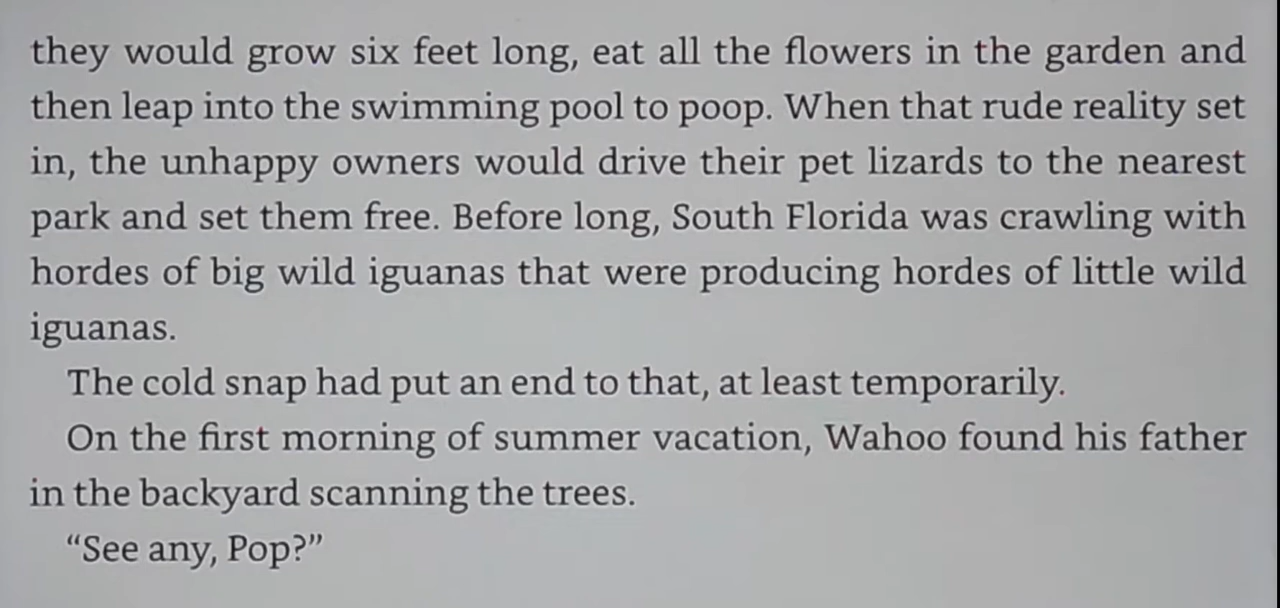 they would grow six feet long, eat all the flowers in the garden and
then leap into the swimming pool to poop. When that rude reality set
in, the unhappy owners would drive their pet lizards to the nearest
park and set them free. Before long, South Florida was crawling with
hordes of big wild iguanas that were producing hordes of little wild
iguanas.
The cold snap had put an end to that, at least temporarily.
On the first morning of summer vacation, Wahoo found his father
in the backyard scanning the trees.
“See any, Pop?”